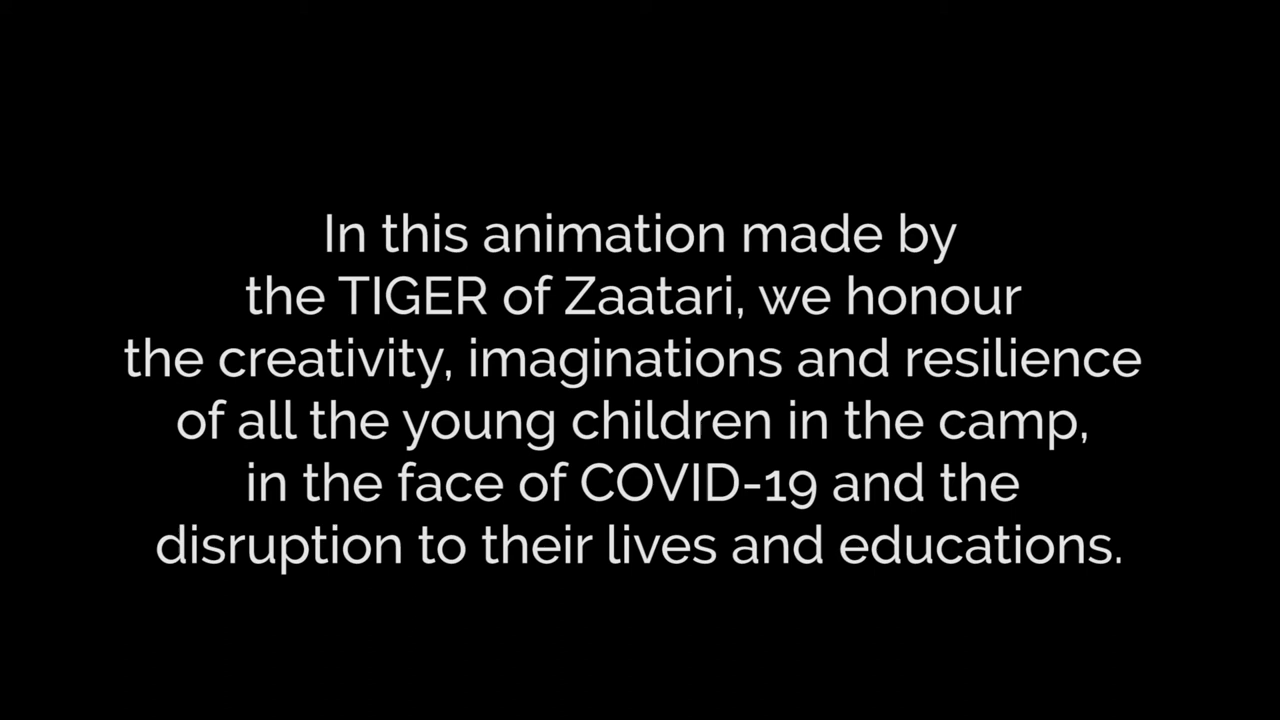 In this animation made by
the TIGER of Zaatari, we honour
the creativity, imaginations and resilience
of all the young children in the camp,
in the face of COVID-19 and the
disruption to their lives and educations.